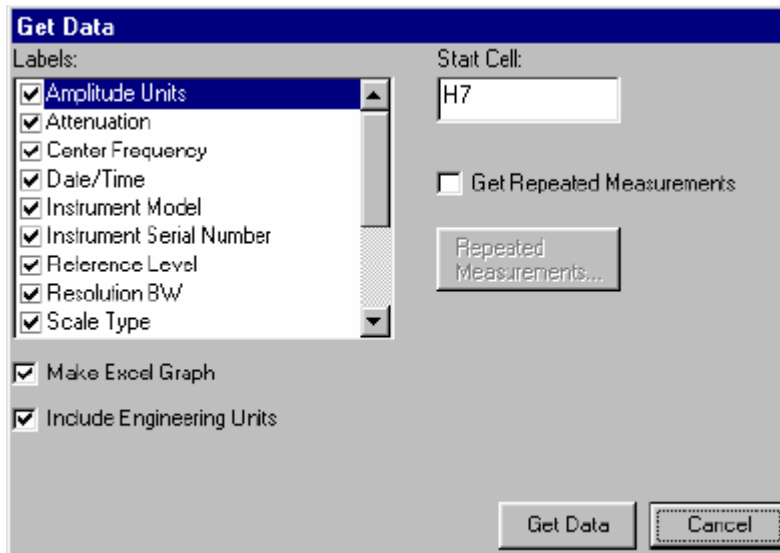 Get Data
Labels:
Amplitude Units
Attenuation
Center Frequency
Date/Time
Instrument Model
Instrument Serial Number
Reference Level
Resolution BW
Scale Type
Make Excel Graph
Include Engineering Units
Start Cell:
H7
Get Repeated Measurements
Repeated
Measurements...
Get Data
Cancel